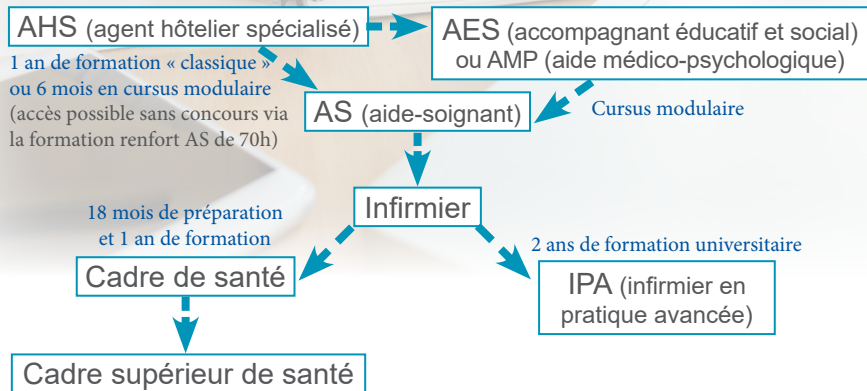 AHS (agent hôtelier spécialisé)
AES (accompagnant éducatif et social)
ou AMP (aide médico-psychologique)
1 an de formation « classique »
ou 6 mois en cursus modulaire
(accès possible sans concours via
la formation renfort AS de 70h)
AS (aide-soignant)
Cursus modulaire
Infirmier
18 mois de préparation
et 1 an de formation
2 ans de formation universitaire
Cadre de santé
IPA (infirmier en
pratique avancée)
Cadre supérieur de santé